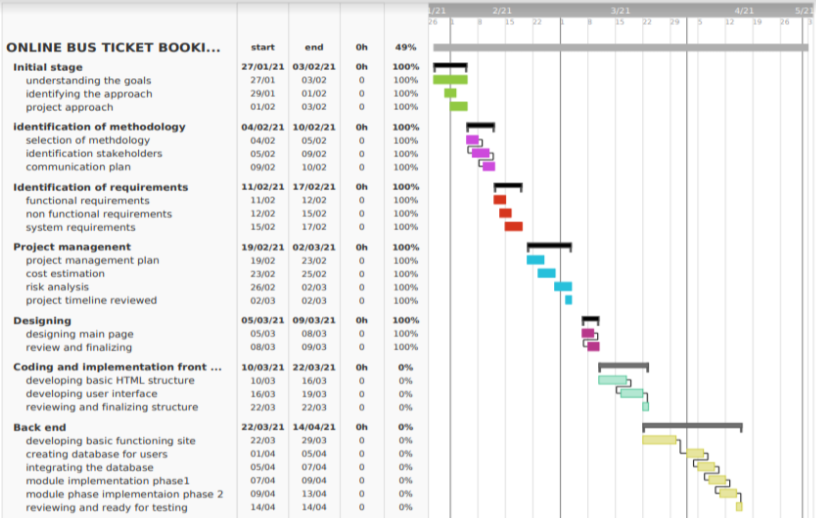 1/21 2/21 3/21 4/21 5/21
26 1 8 15 22 1 8 15 22 29 5 12 19 26 3
ONLINE BUS TICKET BOOKI... start end 0h 49%
Initial stage 27/01/21 03/02/21 0h 100%
understanding the goals 27/01 03/02 0 100%
identifying the approach 29/01 01/02 0 100%
project approach 01/02 03/02 0 100%
identification of methodology 04/02/21 10/02/21 0h 100%
selection of methdology 04/02 05/02 0 100%
identification stakeholders 05/02 09/02 0 100%
communication plan 09/02 10/02 0 100%
Identification of requirements 11/02/21 17/02/21 0h 100%
functional requirements 11/02 12/02 0 100%
non functional requirements 12/02 15/02 0 100%
system requirements 15/02 17/02 0 100%
Project management 19/02/21 02/03/21 0h 100%
project management plan 19/02 23/02 0 100%
cost estimation 23/02 25/02 0 100%
risk analysis 26/02 02/03 0 100%
project timeline reviewed 02/03 02/03 0 100%
Designing 05/03/21 09/03/21 0h 100%
designing main page 05/03 08/03 0 100%
review and finalizing 08/03 09/03 0 100%
Coding and implementation front ... 10/03/21 22/03/21 0h 0%
developing basic HTML structure 10/03 16/03 0 0%
developing user interface 16/03 19/03 0 0%
reviewing and finalizing structure 22/03 22/03 0 0%
Back end 22/03/21 14/04/21 0h 0%
developing basic functioning site 22/03 29/03 0 0%
creating database for users 01/04 05/04 0 0%
integrating the database 05/04 07/04 0 0%
module implementation phase1 07/04 09/04 0 0%
module phase implementaion phase 2 09/04 13/04 0 0%
reviewing and ready for testing 14/04 14/04 0 0%